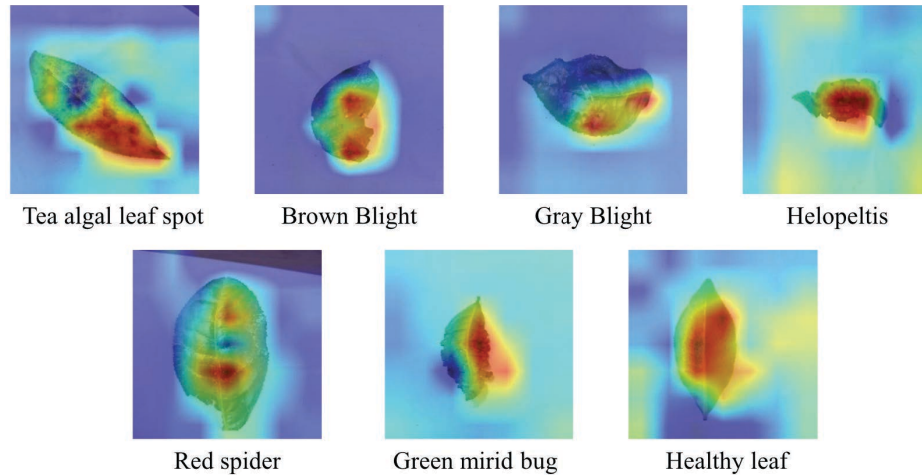 Tea algal leaf spot
Brown Blight
Gray Blight
Helopeltis
Red spider
Green mirid bug
Healthy leaf